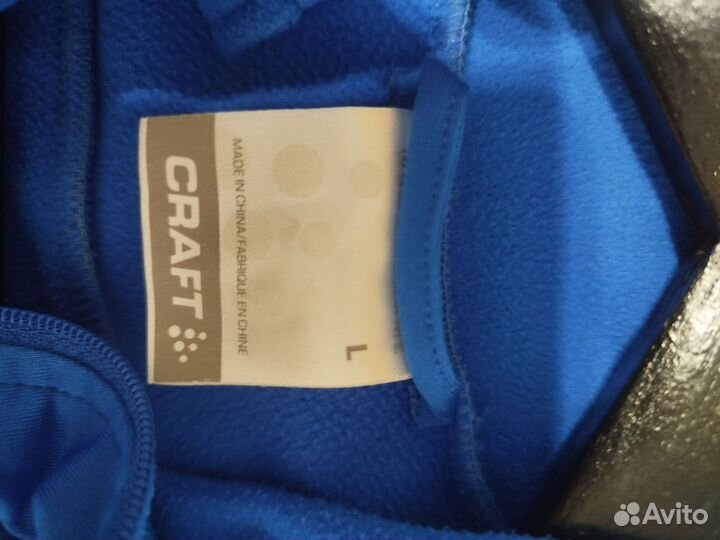 L
MADE IN CHINA/FABRIQUE EN CHINE
CRAFT
Avito